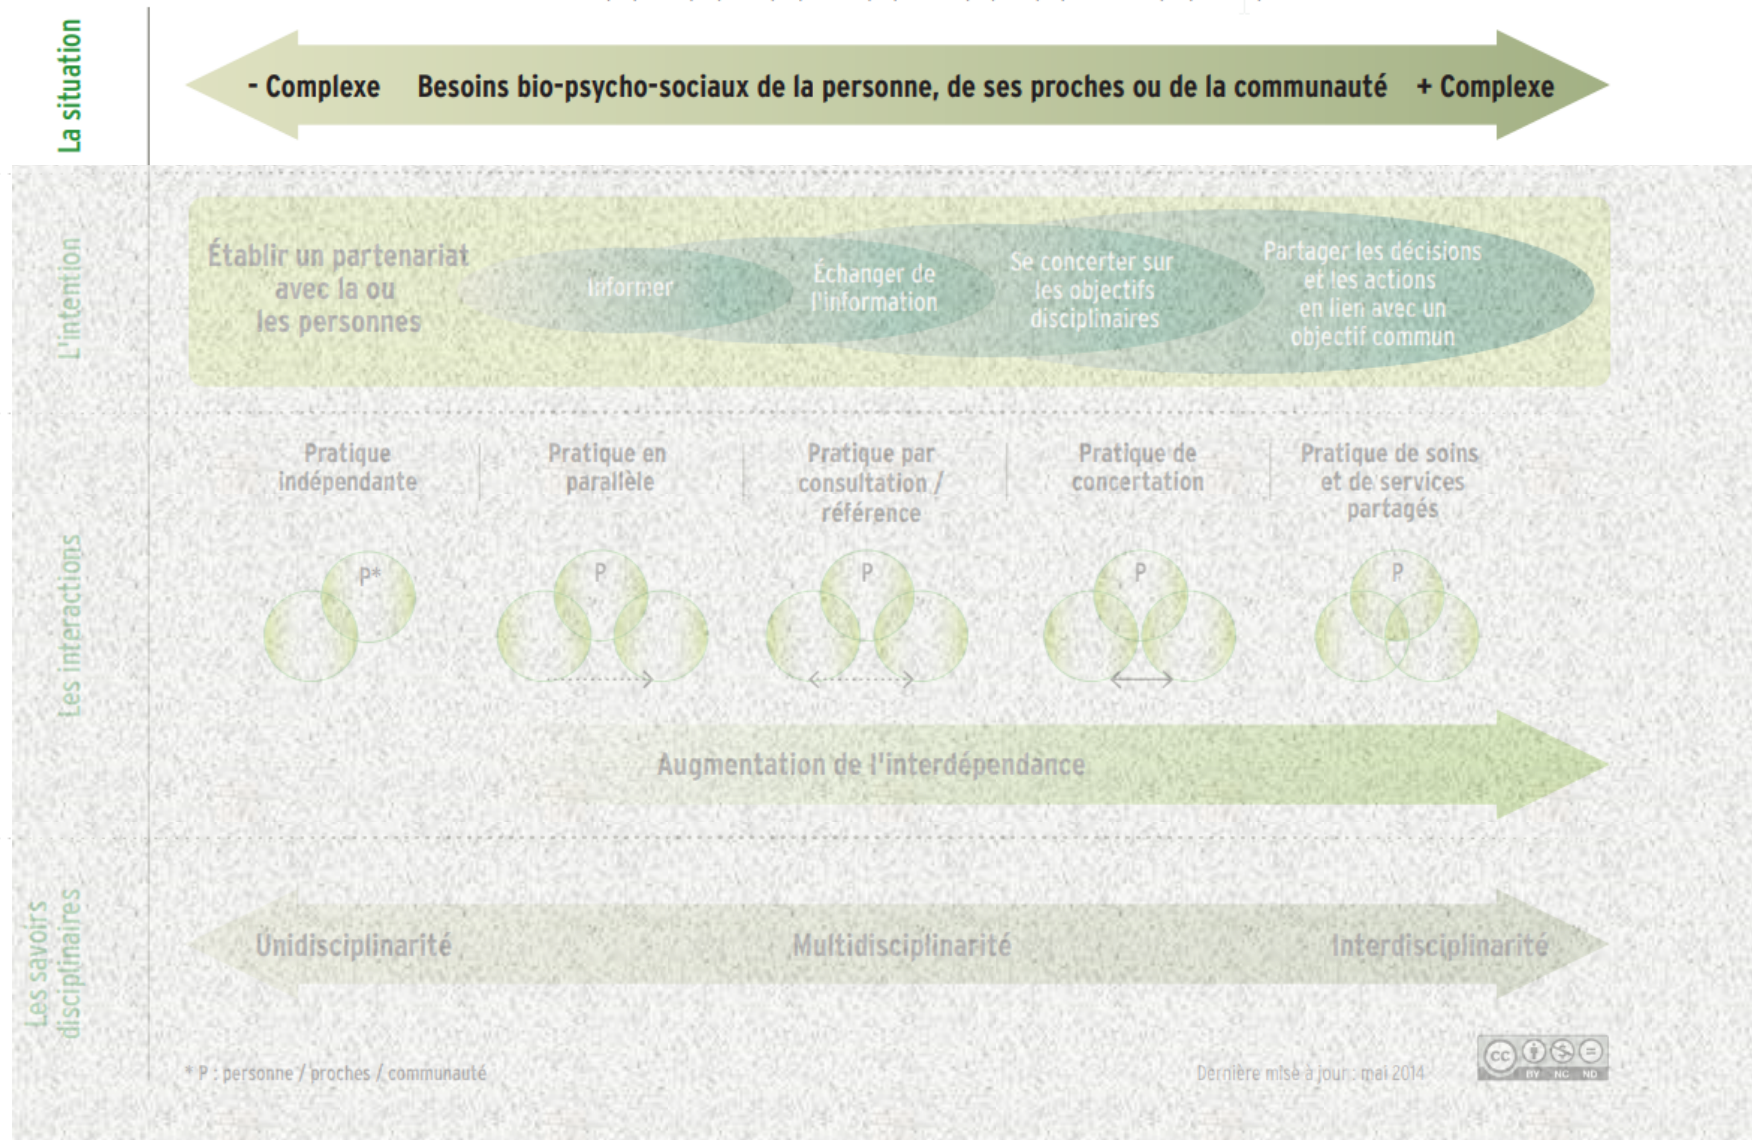 La situation
- Complexe Besoins bio-psycho-sociaux de la personne, de ses proches ou de la communauté + Complexe
L'intention
Établir un partenariat
avec la ou
les personnes
Informer
Échanger de
l'information
Se concerter sur
les objectifs
disciplinaires
Partager les décisions
et les actions
en lien avec un
objectif commun
Les interactions
Pratique
indépendante
Pratique en
parallèle
Pratique par
consultation /
référence
Pratique de
concertation
Pratique de soins
et de services
partagés
P*
P
P
P
P
Augmentation de l'interdépendance
Les savoirs
disciplinaires
Unidisciplinarité Multidisciplinarité Interdisciplinarité
* P : personne / proches / communauté
Dernière mise à jour : mai 2014
cc
BY NC ND